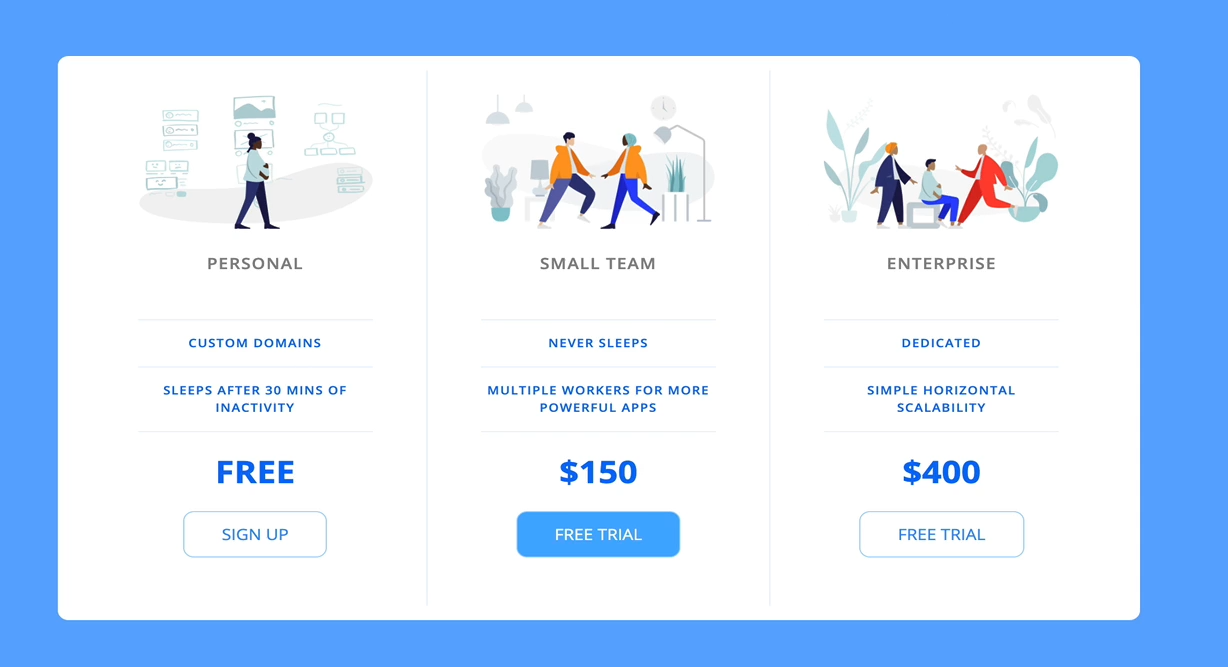 PERSONAL
CUSTOM DOMAINS
SLEEPS AFTER 30 MINS OF
INACTIVITY
FREE
SIGN UP
SMALL TEAM
NEVER SLEEPS
MULTIPLE WORKERS FOR MORE
POWERFUL APPS
$150
FREE TRIAL
ENTERPRISE
DEDICATED
SIMPLE HORIZONTAL
SCALABILITY
$400
FREE TRIAL